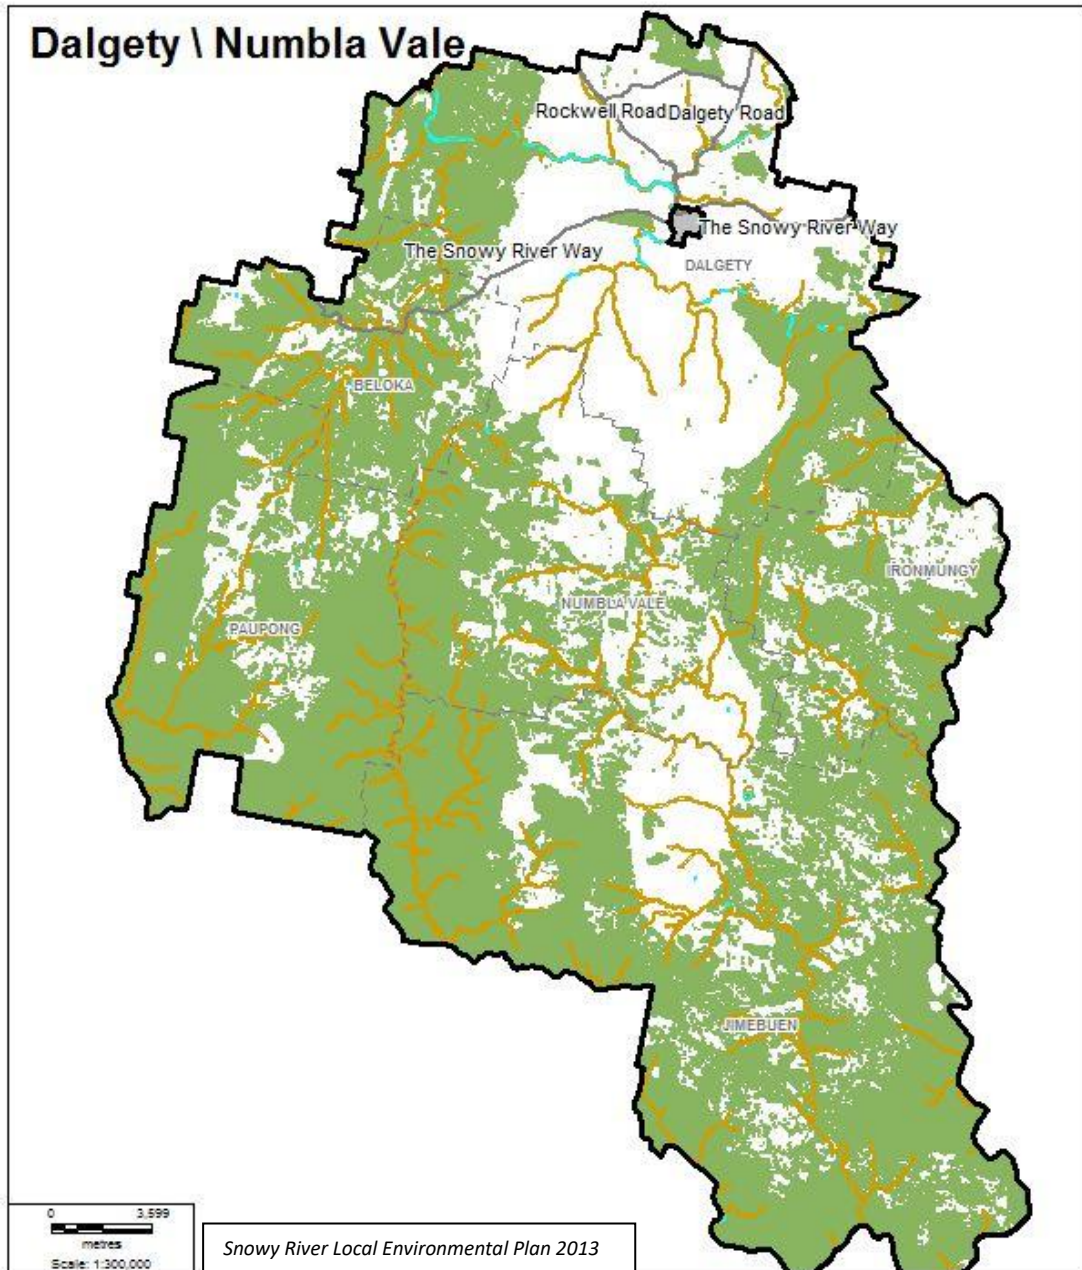 Dalgety \ Numbla Vale
Rockwell Road
Dalgety Road
The Snowy River Way
The Snowy River Way
DALGETY
BELOKA
IRONMUNGY
NUMBLA VALE
PAUPONG
JIMEBUEN
0 3,599
metres
Scale: 1:300,000
Snowy River Local Environmental Plan 2013